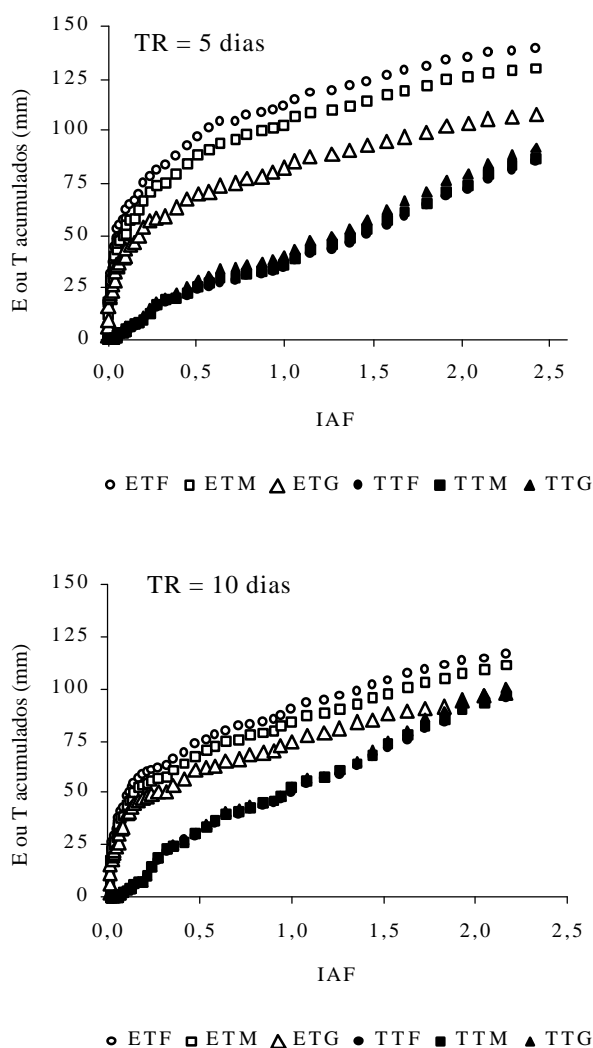 TR = 5 dias
E ou T acumulados (mm)
150
125
100
75
50
25
0
0,0 0,5 1,0 1,5 2,0 2,5
IAF
ETF ETM ETG TTF TTM TTG
TR = 10 dias
E ou T acumulados (mm)
150
125
100
75
50
25
0
0,0 0,5 1,0 1,5 2,0 2,5
IAF
ETF ETM ETG TTF TTM TTG